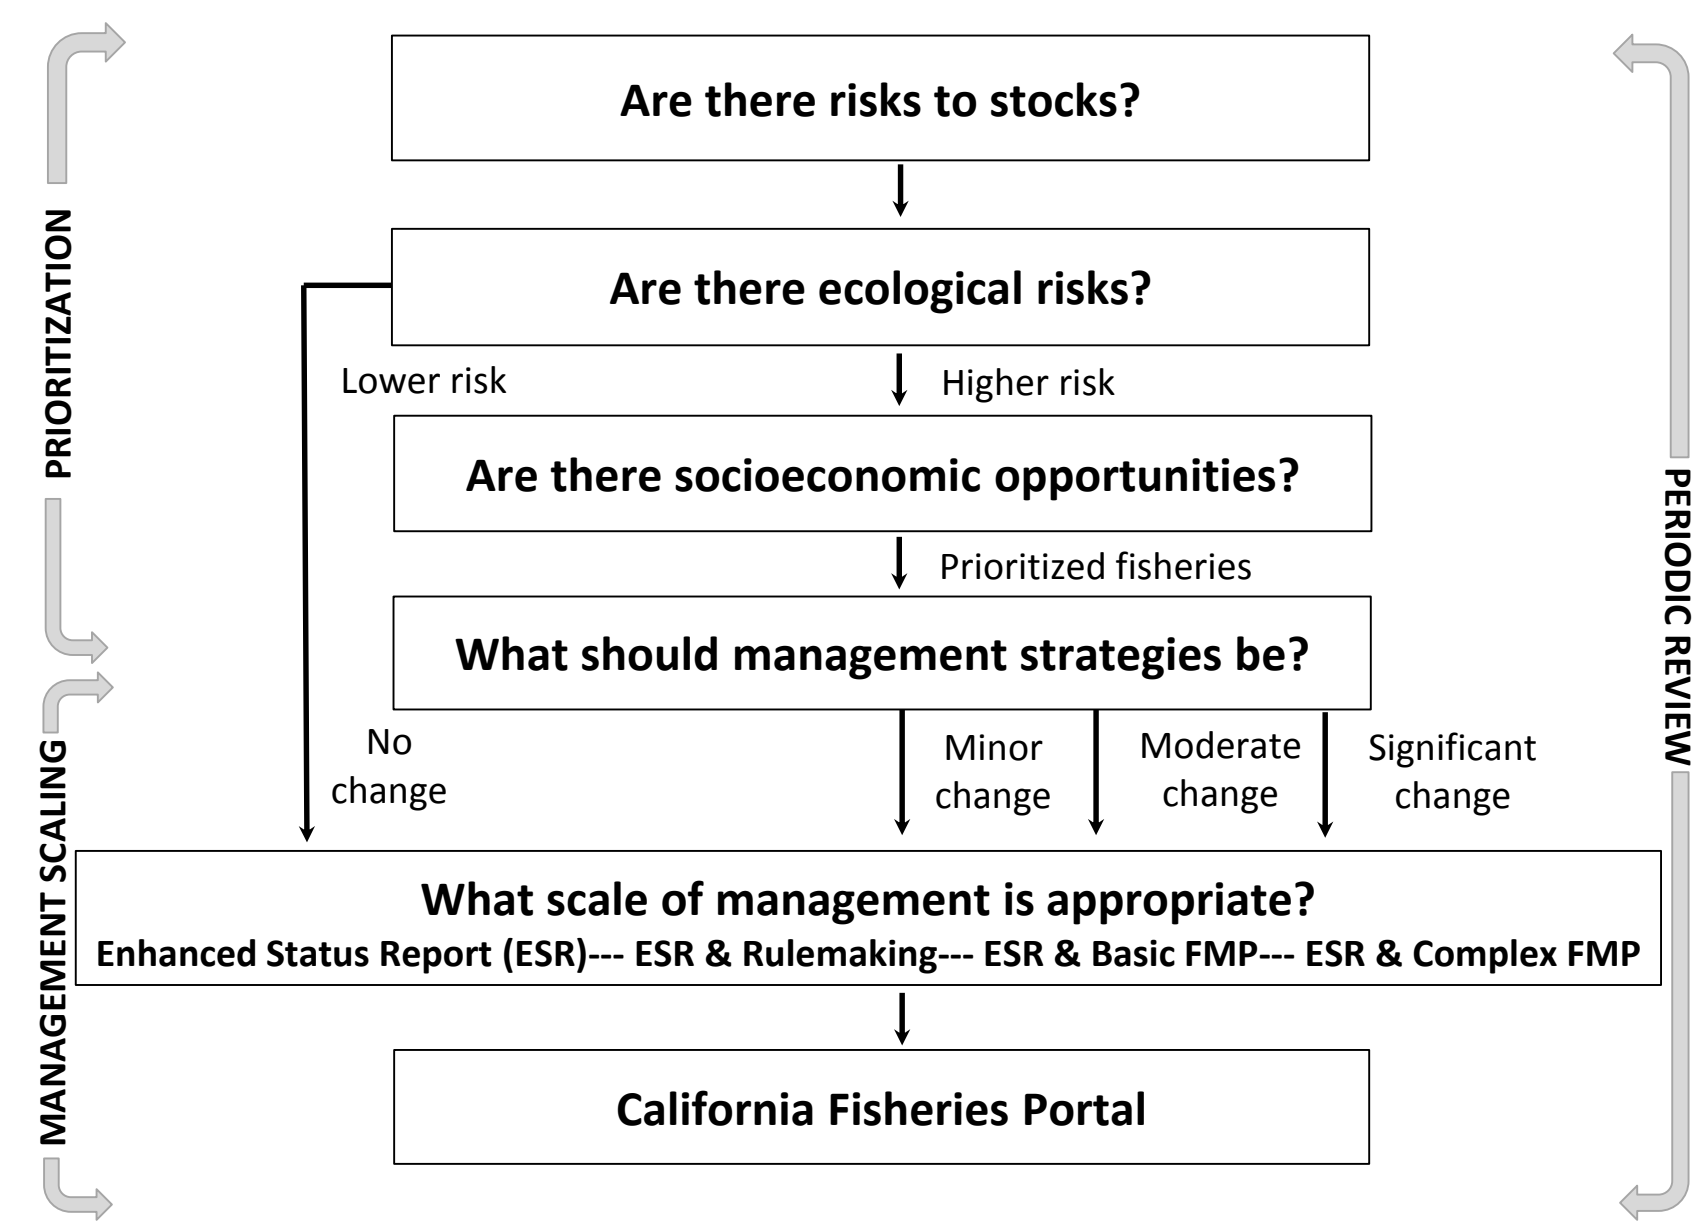 Are there risks to stocks?
Are there ecological risks?
Lower risk
Higher risk
Are there socioeconomic opportunities?
Prioritized fisheries
What should management strategies be?
No
change
Minor
change
Moderate
change
Significant
change
What scale of management is appropriate?
Enhanced Status Report (ESR)--- ESR & Rulemaking--- ESR & Basic FMP--- ESR & Complex FMP
California Fisheries Portal
PRIORITIZATION
MANAGEMENT SCALING
PERIODIC REVIEW